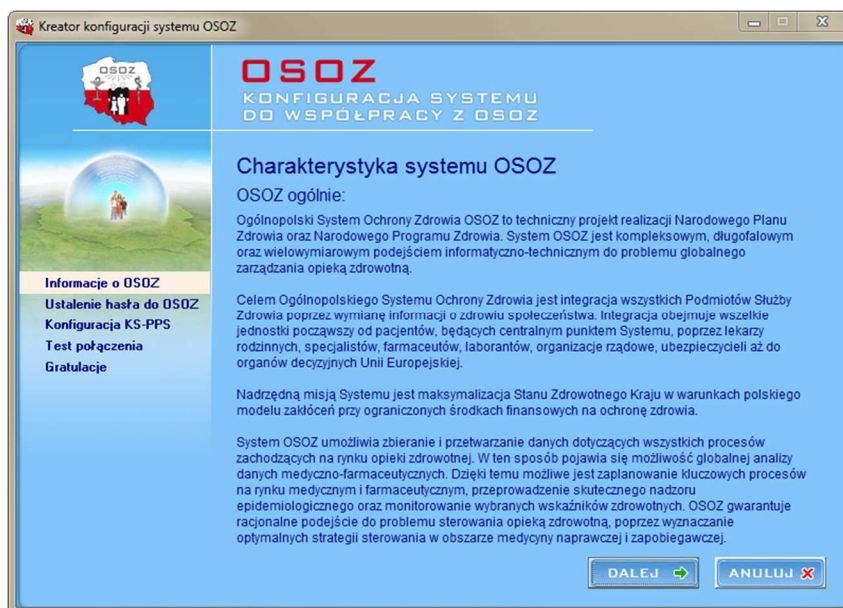 Kreator konfiguracji systemu OSOZ
OSOZ
OSOZ
KONFIGURACJA SYSTEMU
DO WSPÓŁPRACY Z OSOZ
Informacje o OSOZ
Ustalenie hasła do OSOZ
Konfiguracja KS-PPS
Test połączenia
Gratulacje
Charakterystyka systemu OSOZ
OSOZ ogólnie:
Ogólnopolski System Ochrony Zdrowia OSOZ to techniczny projekt realizacji Narodowego Planu
Zdrowia oraz Narodowego Programu Zdrowia. System OSOZ jest kompleksowym, długofalowym
oraz wielowymiarowym podejściem informatyczno-technicznym do problemu globalnego
zarządzania opieką zdrowotną.
Celem Ogólnopolskiego Systemu Ochrony Zdrowia jest integracja wszystkich Podmiotów Służby
Zdrowia poprzez wymianę informacji o zdrowiu społeczeństwa. Integracja obejmuje wszelkie
jednostki począwszy od pacjentów, będących centralnym punktem Systemu, poprzez lekarzy
rodzinnych, specjalistów, farmaceutów, laborantów, organizacje rządowe, ubezpieczycieli aż do
organów decyzyjnych Unii Europejskiej.
Nadrzędną misją Systemu jest maksymalizacja Stanu Zdrowotnego Kraju w warunkach polskiego
modelu zakłóceń przy ograniczonych środkach finansowych na ochronę zdrowia.
System OSOZ umożliwia zbieranie i przetwarzanie danych dotyczących wszystkich procesów
zachodzących na rynku opieki zdrowotnej. W ten sposób pojawia się możliwość globalnej analizy
danych medyczno-farmaceutycznych. Dzięki temu możliwe jest zaplanowanie kluczowych procesów
na rynku medycznym i farmaceutycznym, przeprowadzenie skutecznego nadzoru
epidemiologicznego oraz monitorowanie wybranych wskaźników zdrowotnych. OSOZ gwarantuje
racjonalne podejście do problemu sterowania opieką zdrowotną, poprzez wyznaczanie
optymalnych strategii sterowania w obszarze medycyny naprawczej i zapobiegawczej.
DALEJ
ANULUJ